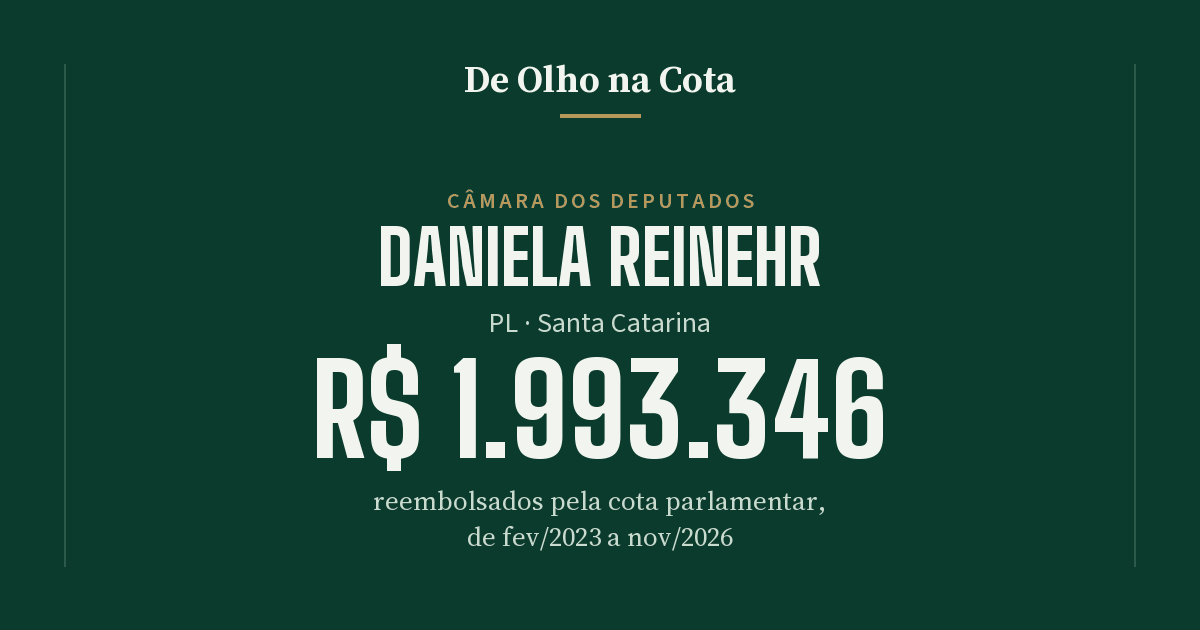 De Olho na Cota
CÂMARA DOS DEPUTADOS
DANIELA REINEHR
PL · Santa Catarina
R$ 1.993.346
reembolsados pela cota parlamentar,
de fev/2023 a nov/2026